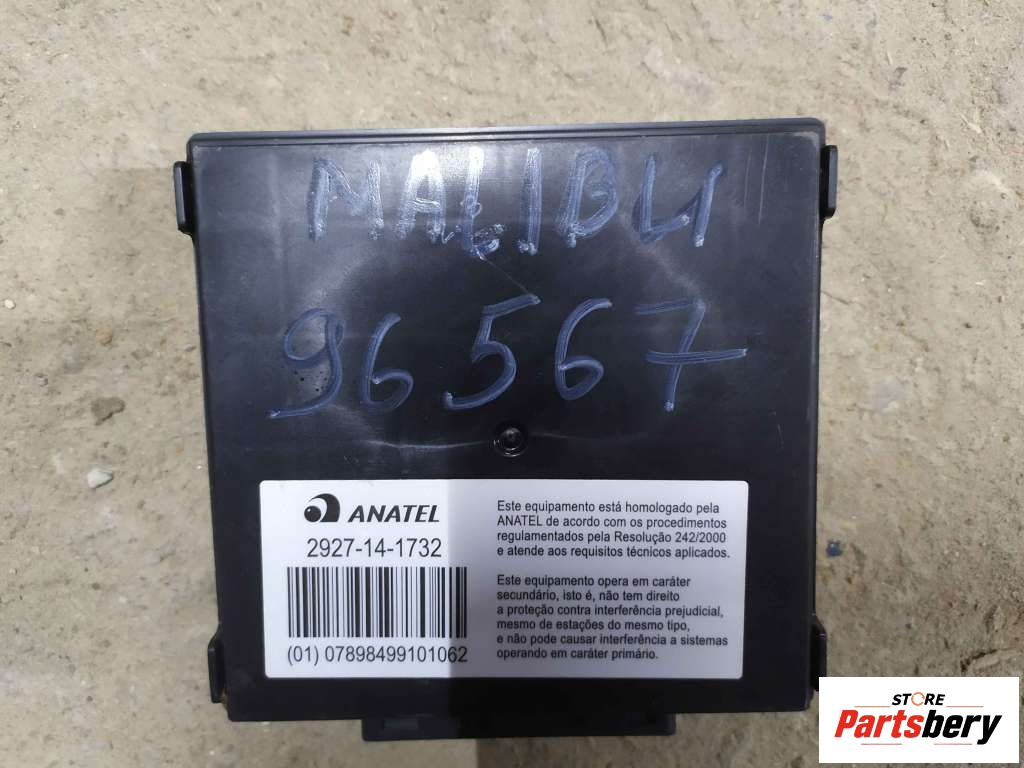 MALIBU
96567
ANATEL
2927-14-1732
(01) 07898499101062
Este equipamento está homologado pela
ANATEL de acordo com os procedimentos
regulamentados pela Resolução 242/2000
e atende aos requisitos técnicos aplicados.
Este equipamento opera em caráter
secundário, isto é, não tem direito
a proteção contra interferência prejudicial,
mesmo de estações do mesmo tipo,
e não pode causar interferência a sistemas
operando em caráter primário.
STORE
Partsbery